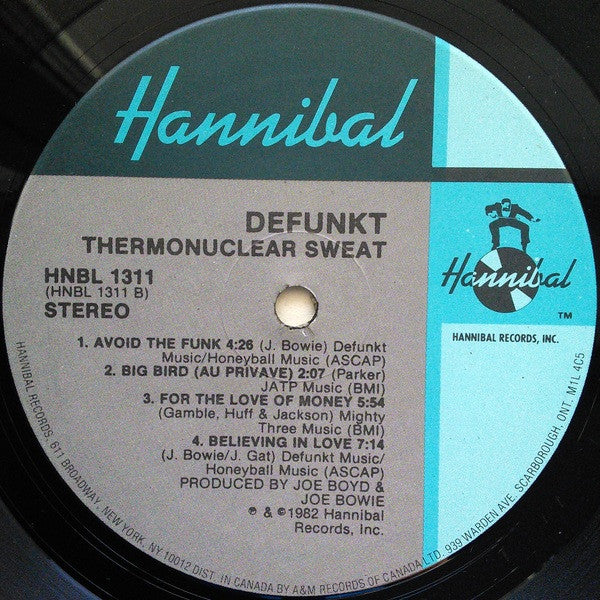 Hannibal
Hannibal
TM
HANNIBAL RECORDS, INC.
DEFUNKT
THERMONUCLEAR SWEAT
HNBL 1311
(HNBL 1311 B)
STEREO
1. AVOID THE FUNK 4:26 (J. Bowie) Defunkt
Music/Honeyball Music (ASCAP)
2. BIG BIRD (AU PRIVAVE) 2:07 (Parker)
JATP Music (BMI)
3. FOR THE LOVE OF MONEY 5:54
(Gamble, Huff & Jackson) Mighty
Three Music (BMI)
4. BELIEVING IN LOVE 7:14
(J. Bowie/J. Gat) Defunkt Music/
Honeyball Music (ASCAP)
PRODUCED BY JOE BOYD &
JOE BOWIE
℗ & ©1982 Hannibal
Records, Inc.
HANNIBAL RECORDS, 611 BROADWAY, NEW YORK, NY 10012 DIST. IN CANADA BY A&M RECORDS OF CANADA LTD. 939 WARDEN AVE. SCARBOROUGH, ONT. M1L 4C5